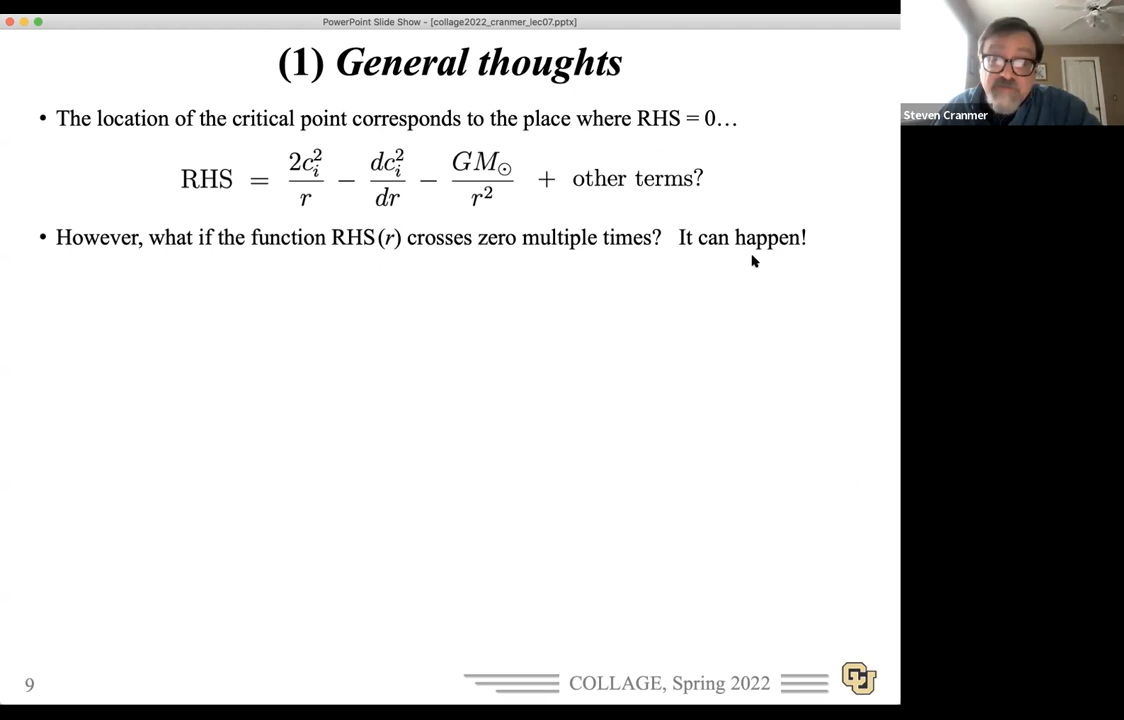 PowerPoint Slide Show - [collage2022_cranmer_lec07.pptx]
(1) General thoughts
• The location of the critical point corresponds to the place where RHS = 0…
RHS = 2c_i^2/r − dc_i^2/dr − GM_⊙/r^2 + other terms?
• However, what if the function RHS(r) crosses zero multiple times? It can happen!
Steven Cranmer
9
COLLAGE, Spring 2022
CU